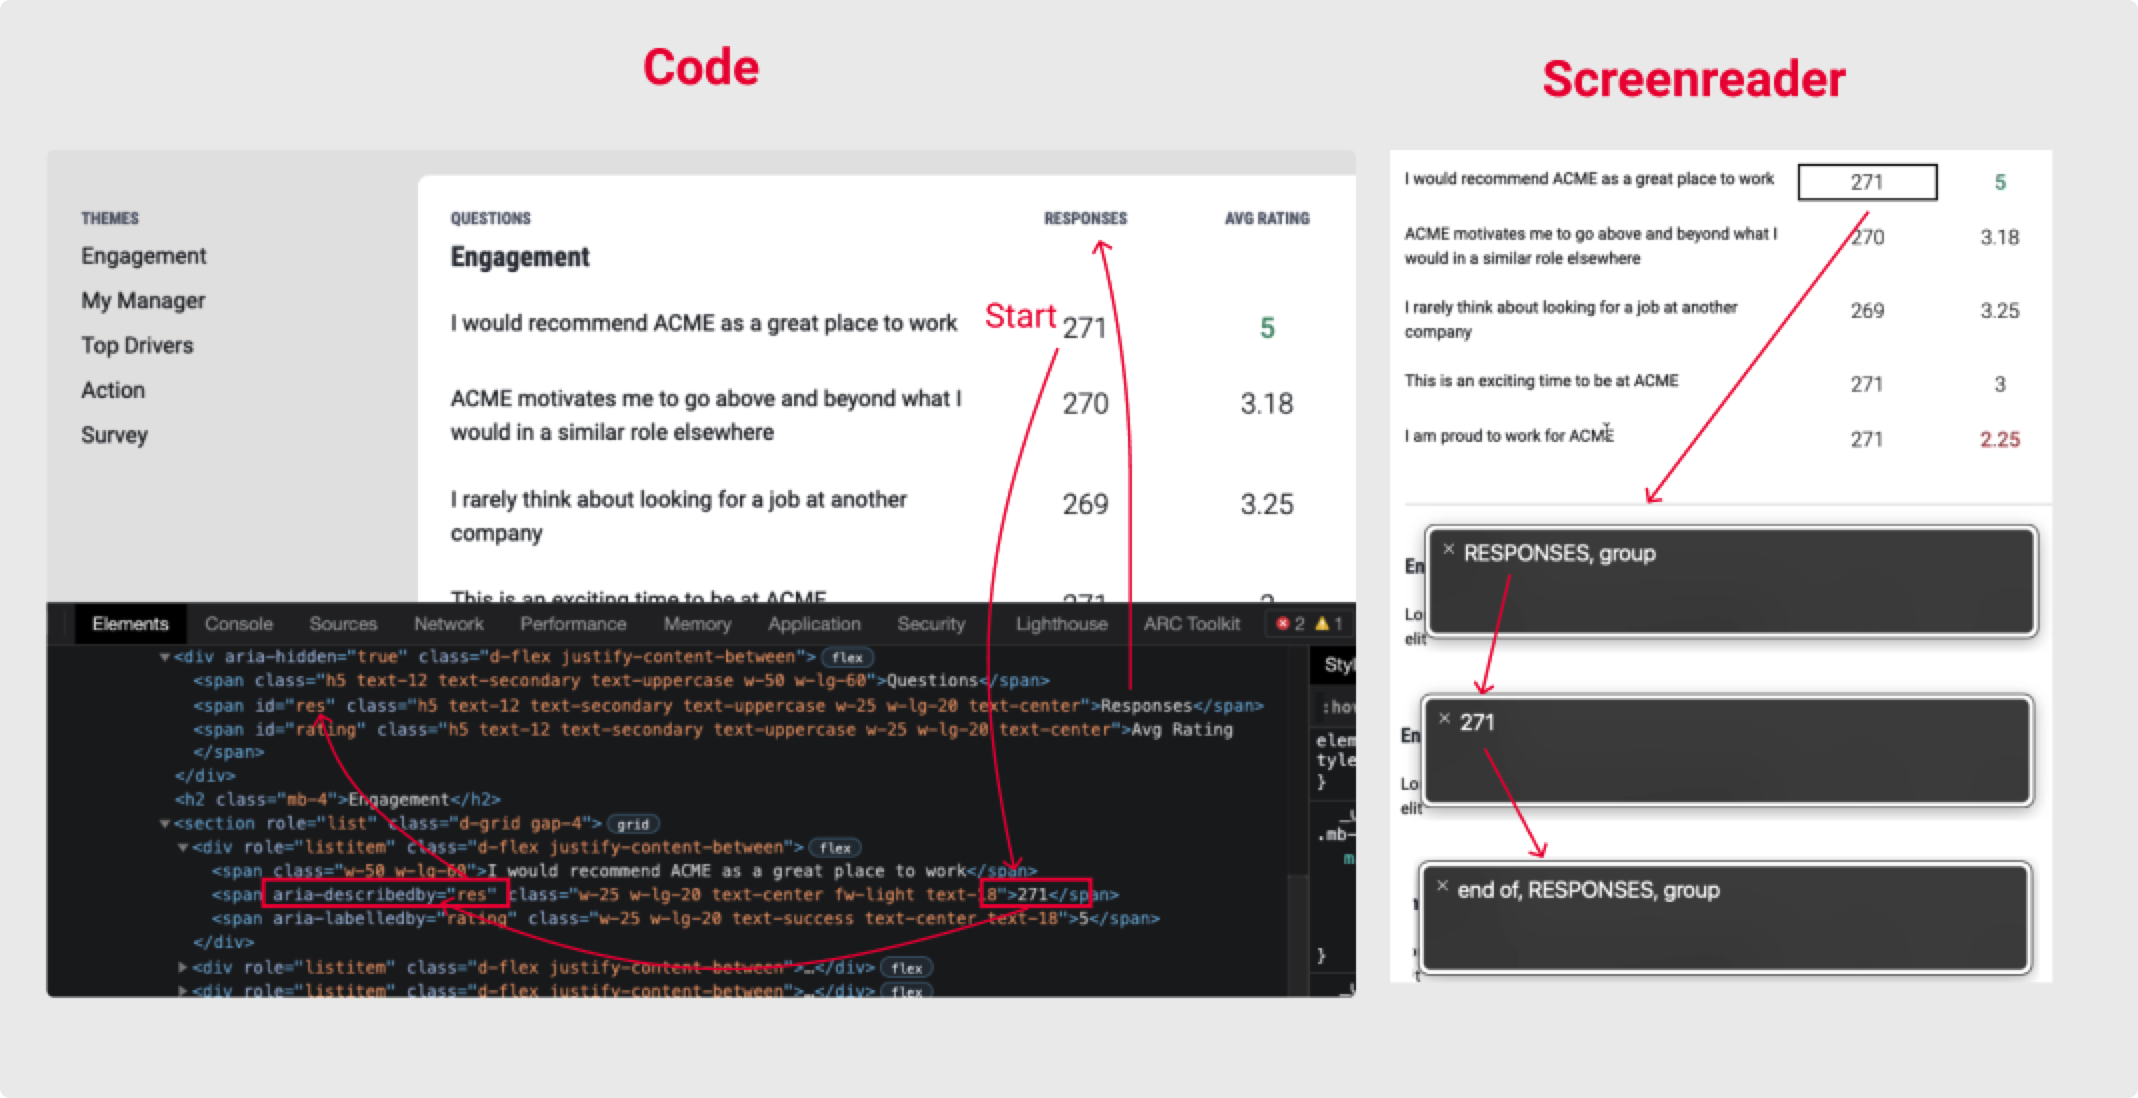 Code
Screenreader
THEMES
Engagement
My Manager
Top Drivers
Action
Survey
QUESTIONS
RESPONSES
AVG RATING
Engagement
Start
I would recommend ACME as a great place to work
271
5
ACME motivates me to go above and beyond what I
would in a similar role elsewhere
270
3.18
I rarely think about looking for a job at another
company
269
3.25
This is an exciting time to be at ACME
271
3
Elements Console Sources Network Performance Memory Application Security Lighthouse ARC Toolkit 2 1
▼<div aria-hidden="true" class="d-flex justify-content-between"> flex
<span class="h5 text-12 text-secondary text-uppercase w-50 w-lg-60">Questions</span>
<span id="res" class="h5 text-12 text-secondary text-uppercase w-25 w-lg-20 text-center">Responses</span>
<span id="rating" class="h5 text-12 text-secondary text-uppercase w-25 w-lg-20 text-center">Avg Rating
</span>
</div>
<h2 class="mb-4">Engagement</h2>
▼<section role="list" class="d-grid gap-4"> grid
▼<div role="listitem" class="d-flex justify-content-between"> flex
<span class="w-50 w-lg-60">I would recommend ACME as a great place to work</span>
<span aria-describedby="res" class="w-25 w-lg-20 text-center fw-light text-18">271</span>
<span aria-labelledby="rating" class="w-25 w-lg-20 text-success text-center text-18">5</span>
</div>
▶<div role="listitem" class="d-flex justify-content-between">…</div> flex
▶<div role="listitem" class="d-flex justify-content-between">…</div> flex
Styl
:hov
elem
tyle
}
.mb-
m
}
I would recommend ACME as a great place to work
271
5
ACME motivates me to go above and beyond what I
would in a similar role elsewhere
270
3.18
I rarely think about looking for a job at another
company
269
3.25
This is an exciting time to be at ACME
271
3
I am proud to work for ACME
271
2.25
En
Lo
elit
× RESPONSES, group
En
Lo
elit
× 271
× end of, RESPONSES, group